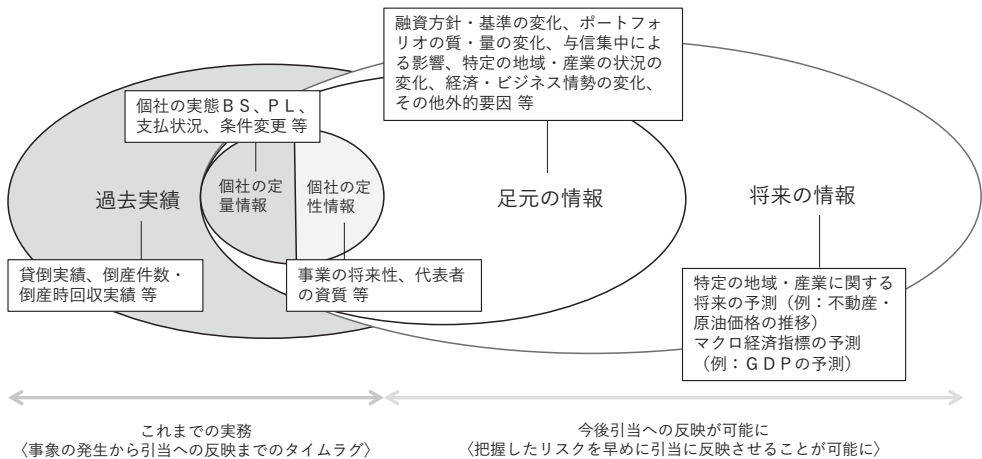 融資方針・基準の変化、ポートフォ
リオの質・量の変化、与信集中によ
る影響、特定の地域・産業の状況の
変化、経済・ビジネス情勢の変化、
その他外的要因 等
個社の実態ＢＳ、ＰＬ、
支払状況、条件変更 等
過去実績
個社の定
量情報
個社の定
性情報
足元の情報
将来の情報
貸倒実績、倒産件数・
倒産時回収実績 等
事業の将来性、代表者
の資質 等
特定の地域・産業に関する
将来の予測（例：不動産・
原油価格の推移）
マクロ経済指標の予測
（例：ＧＤＰの予測）
これまでの実務
〈事象の発生から引当への反映までのタイムラグ〉
今後引当への反映が可能に
〈把握したリスクを早めに引当に反映させることが可能に〉